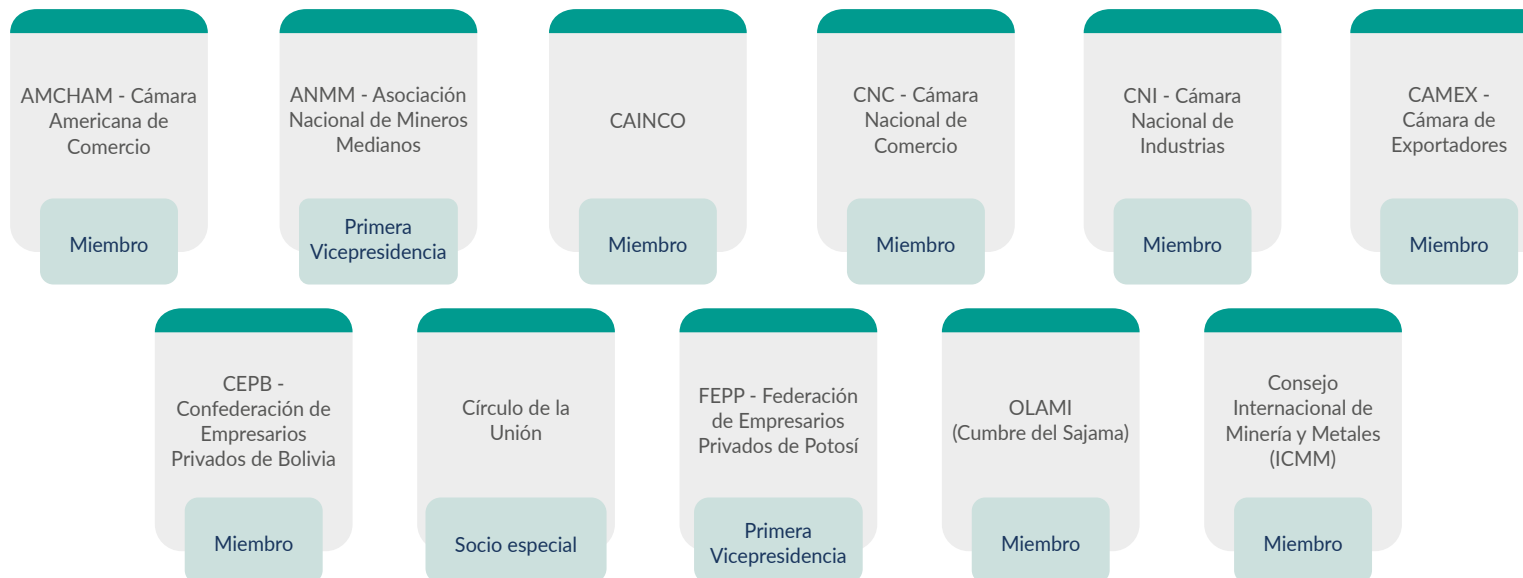 AMCHAM - Cámara
Americana de
Comercio
Miembro
ANMM - Asociación
Nacional de Mineros
Medianos
Primera
Vicepresidencia
CAINCO
Miembro
CNC - Cámara
Nacional de
Comercio
Miembro
CNI - Cámara
Nacional de
Industrias
Miembro
CAMEX -
Cámara de
Exportadores
Miembro
CEPB -
Confederación de
Empresarios
Privados de Bolivia
Miembro
Círculo de la
Unión
Socio especial
FEPP - Federación
de Empresarios
Privados de Potosí
Primera
Vicepresidencia
OLAMI
(Cumbre del Sajama)
Miembro
Consejo
Internacional de
Minería y Metales
(ICMM)
Miembro